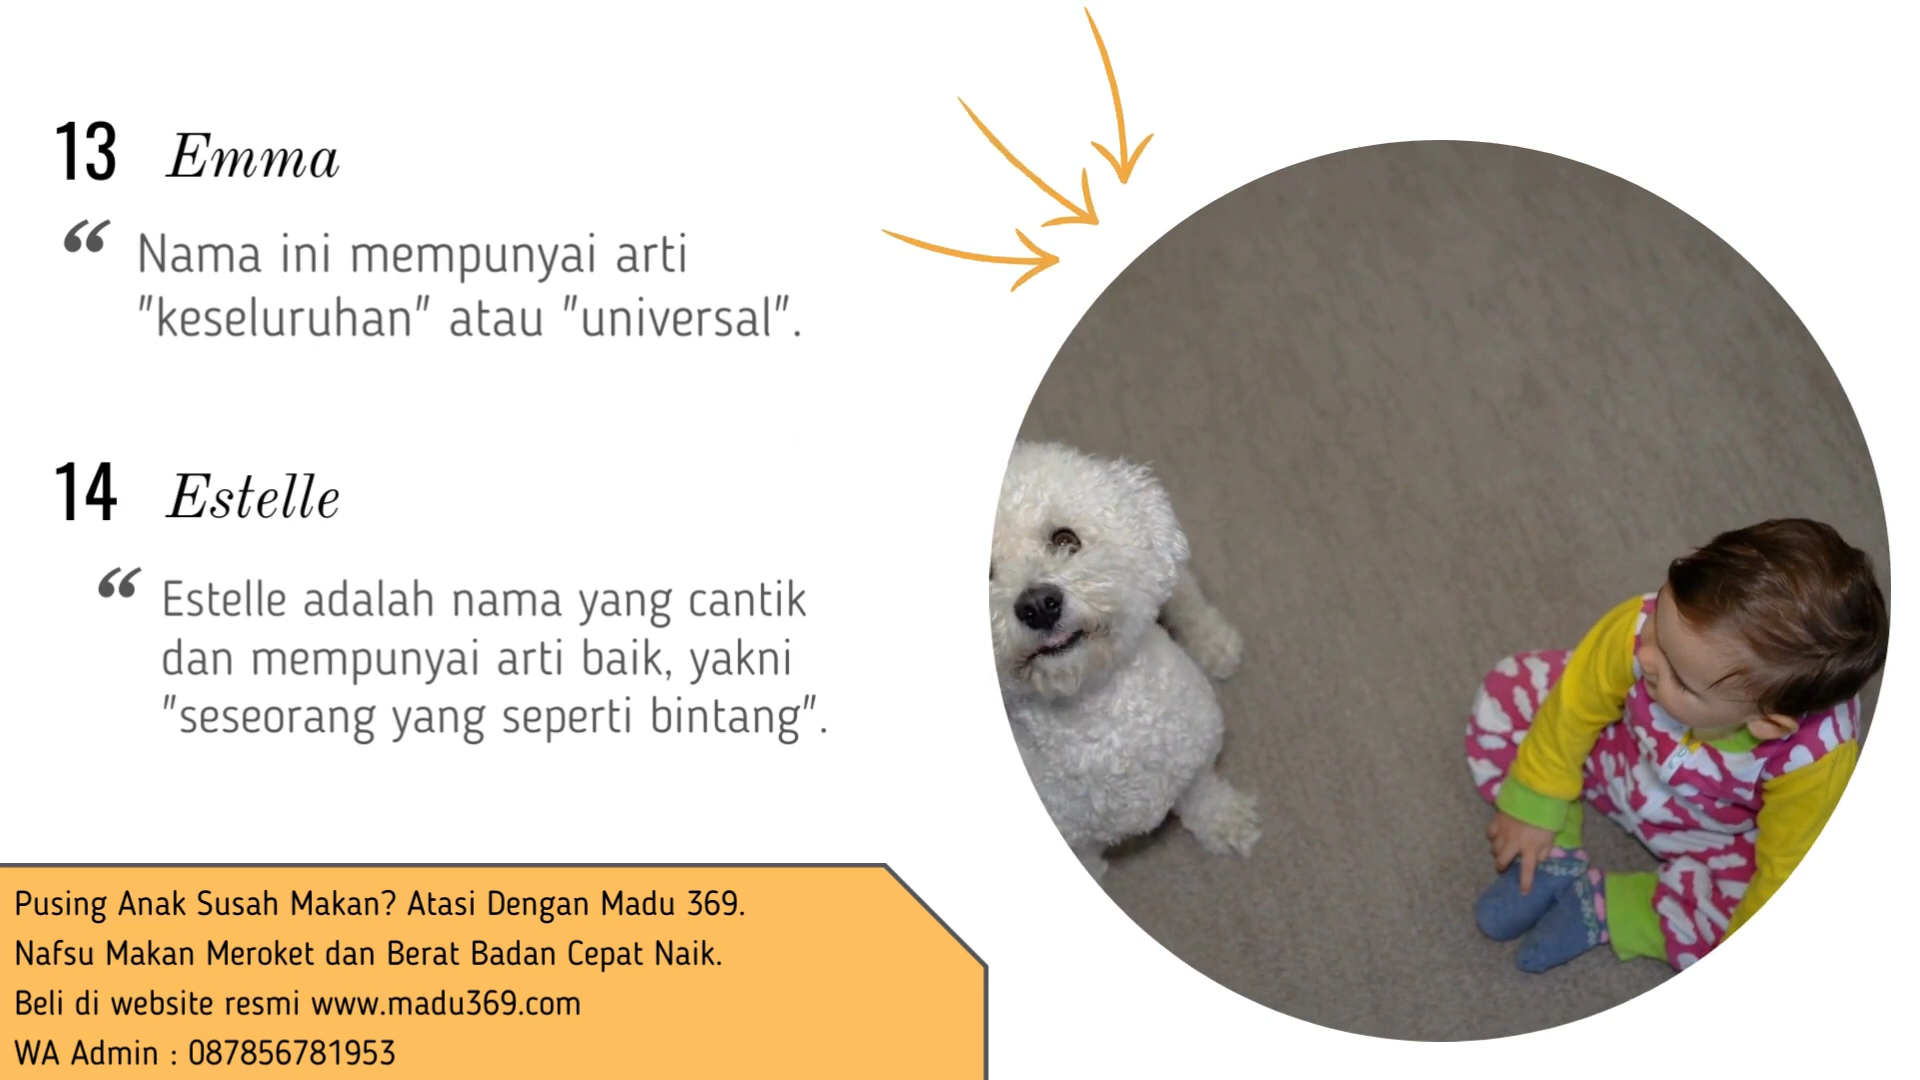 13 Emma
“ Nama ini mempunyai arti
"keseluruhan" atau "universal".
14 Estelle
“ Estelle adalah nama yang cantik
dan mempunyai arti baik, yakni
"seseorang yang seperti bintang".
Pusing Anak Susah Makan? Atasi Dengan Madu 369.
Nafsu Makan Meroket dan Berat Badan Cepat Naik.
Beli di website resmi www.madu369.com
WA Admin : 087856781953